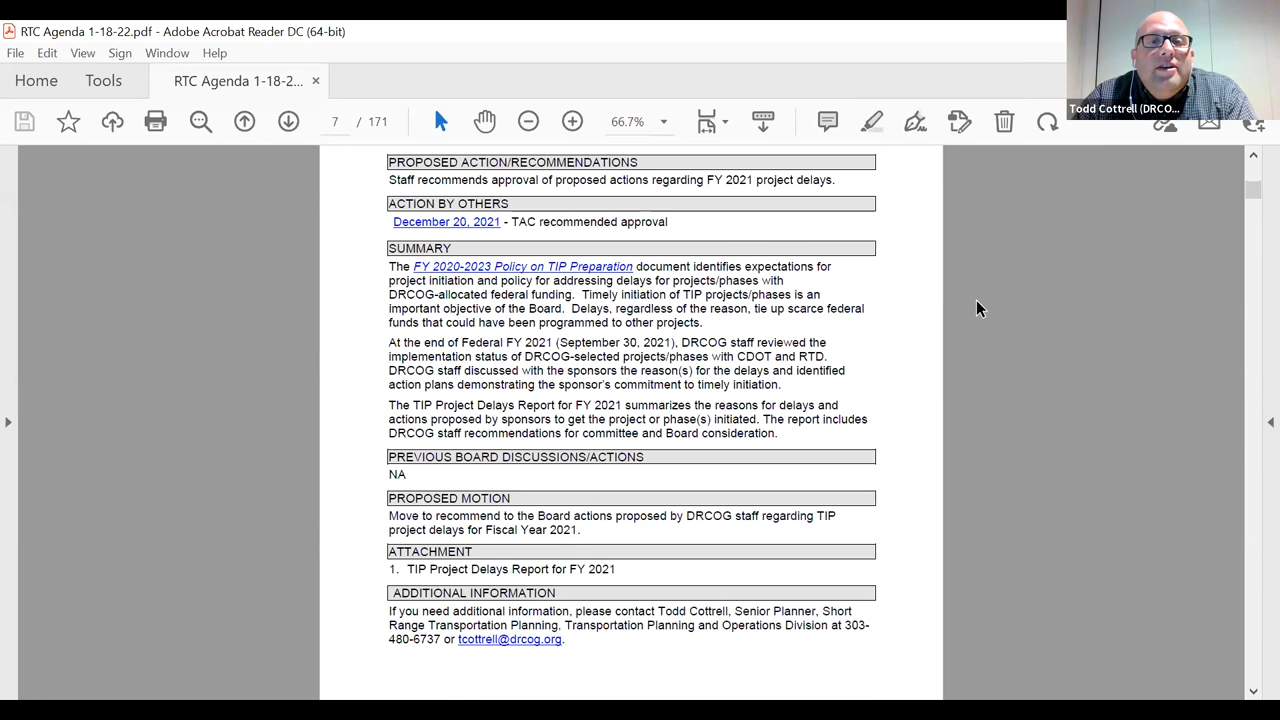 RTC Agenda 1-18-22.pdf - Adobe Acrobat Reader DC (64-bit)
File Edit View Sign Window Help
Home Tools RTC Agenda 1-18-2... ×
7 / 171 66.7%
Todd Cottrell (DRCO...
PROPOSED ACTION/RECOMMENDATIONS
Staff recommends approval of proposed actions regarding FY 2021 project delays.
ACTION BY OTHERS
December 20, 2021 - TAC recommended approval
SUMMARY
The FY 2020-2023 Policy on TIP Preparation document identifies expectations for
project initiation and policy for addressing delays for projects/phases with
DRCOG-allocated federal funding. Timely initiation of TIP projects/phases is an
important objective of the Board. Delays, regardless of the reason, tie up scarce federal
funds that could have been programmed to other projects.
At the end of Federal FY 2021 (September 30, 2021), DRCOG staff reviewed the
implementation status of DRCOG-selected projects/phases with CDOT and RTD.
DRCOG staff discussed with the sponsors the reason(s) for the delays and identified
action plans demonstrating the sponsor's commitment to timely initiation.
The TIP Project Delays Report for FY 2021 summarizes the reasons for delays and
actions proposed by sponsors to get the project or phase(s) initiated. The report includes
DRCOG staff recommendations for committee and Board consideration.
PREVIOUS BOARD DISCUSSIONS/ACTIONS
NA
PROPOSED MOTION
Move to recommend to the Board actions proposed by DRCOG staff regarding TIP
project delays for Fiscal Year 2021.
ATTACHMENT
1. TIP Project Delays Report for FY 2021
ADDITIONAL INFORMATION
If you need additional information, please contact Todd Cottrell, Senior Planner, Short
Range Transportation Planning, Transportation Planning and Operations Division at 303-
480-6737 or tcottrell@drcog.org.